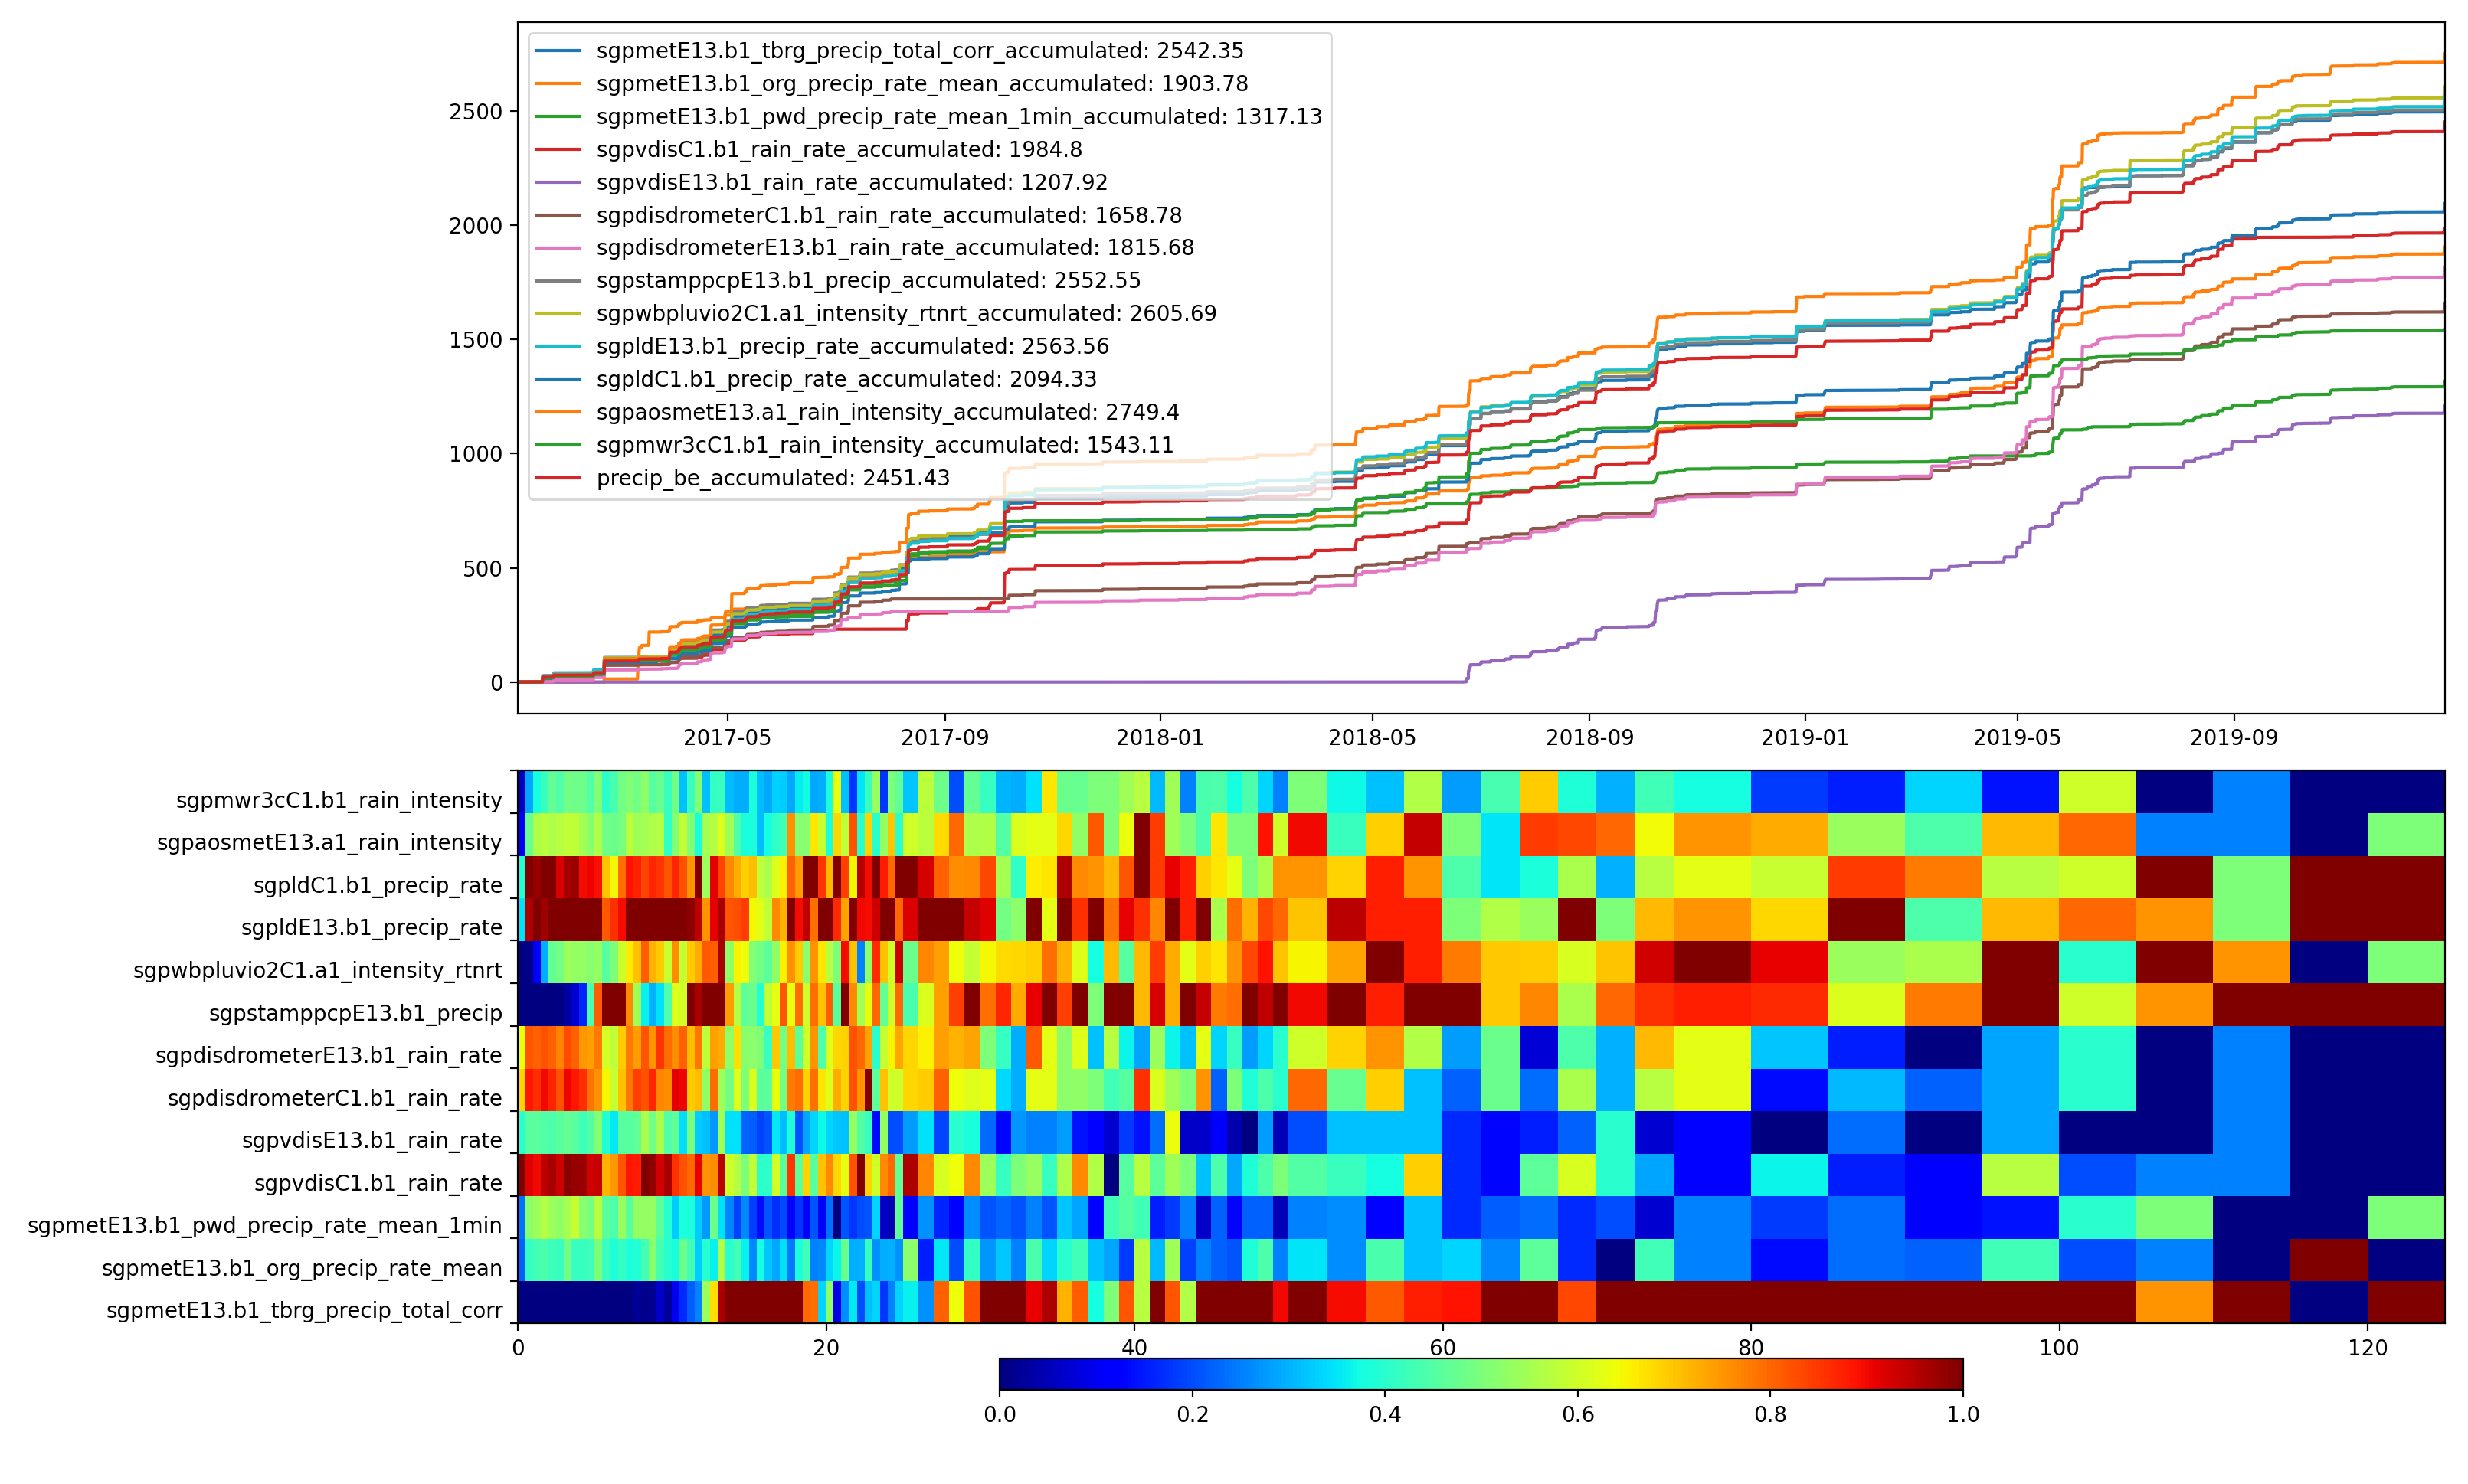 sgpmetE13.b1_tbrg_precip_total_corr_accumulated: 2542.35
sgpmetE13.b1_org_precip_rate_mean_accumulated: 1903.78
sgpmetE13.b1_pwd_precip_rate_mean_1min_accumulated: 1317.13
sgpvdisC1.b1_rain_rate_accumulated: 1984.8
sgpvdisE13.b1_rain_rate_accumulated: 1207.92
sgpdisdrometerC1.b1_rain_rate_accumulated: 1658.78
sgpdisdrometerE13.b1_rain_rate_accumulated: 1815.68
sgpstamppcpE13.b1_precip_accumulated: 2552.55
sgpwbpluvio2C1.a1_intensity_rtnrt_accumulated: 2605.69
sgpldE13.b1_precip_rate_accumulated: 2563.56
sgpldC1.b1_precip_rate_accumulated: 2094.33
sgpaosmetE13.a1_rain_intensity_accumulated: 2749.4
sgpmwr3cC1.b1_rain_intensity_accumulated: 1543.11
precip_be_accumulated: 2451.43
2500
2000
1500
1000
500
0
2017-05 2017-09 2018-01 2018-05 2018-09 2019-01 2019-05 2019-09
sgpmwr3cC1.b1_rain_intensity
sgpaosmetE13.a1_rain_intensity
sgpldC1.b1_precip_rate
sgpldE13.b1_precip_rate
sgpwbpluvio2C1.a1_intensity_rtnrt
sgpstamppcpE13.b1_precip
sgpdisdrometerE13.b1_rain_rate
sgpdisdrometerC1.b1_rain_rate
sgpvdisE13.b1_rain_rate
sgpvdisC1.b1_rain_rate
sgpmetE13.b1_pwd_precip_rate_mean_1min
sgpmetE13.b1_org_precip_rate_mean
sgpmetE13.b1_tbrg_precip_total_corr
0 20 40 60 80 100 120
0.0 0.2 0.4 0.6 0.8 1.0